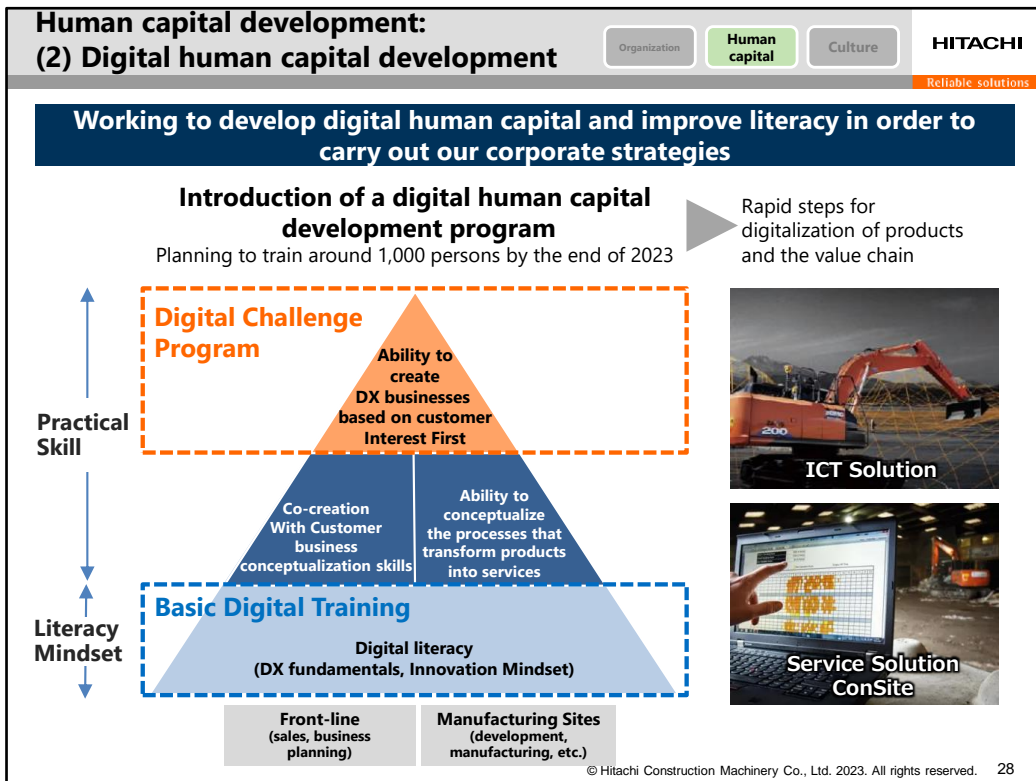 Human capital development:
(2) Digital human capital development
Organization
Human
capital
Culture
HITACHI
Reliable solutions
Working to develop digital human capital and improve literacy in order to
carry out our corporate strategies
Introduction of a digital human capital
development program
Planning to train around 1,000 persons by the end of 2023
Rapid steps for
digitalization of products
and the value chain
Digital Challenge
Program
Ability to
create
DX businesses
based on customer
Interest First
Practical
Skill
Co-creation
With Customer
business
conceptualization skills
Ability to
conceptualize
the processes that
transform products
into services
Basic Digital Training
Literacy
Mindset
Digital literacy
(DX fundamentals, Innovation Mindset)
Front-line
(sales, business
planning)
Manufacturing Sites
(development,
manufacturing, etc.)
200
ICT Solution
Service Solution
ConSite
© Hitachi Construction Machinery Co., Ltd. 2023. All rights reserved.
28